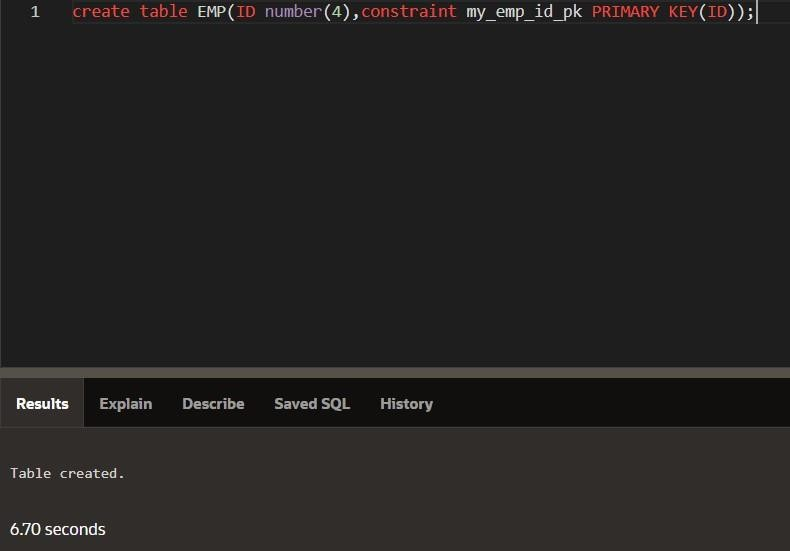 1 create table EMP(ID number(4),constraint my_emp_id_pk PRIMARY KEY(ID));
Results Explain Describe Saved SQL History
Table created.
6.70 seconds